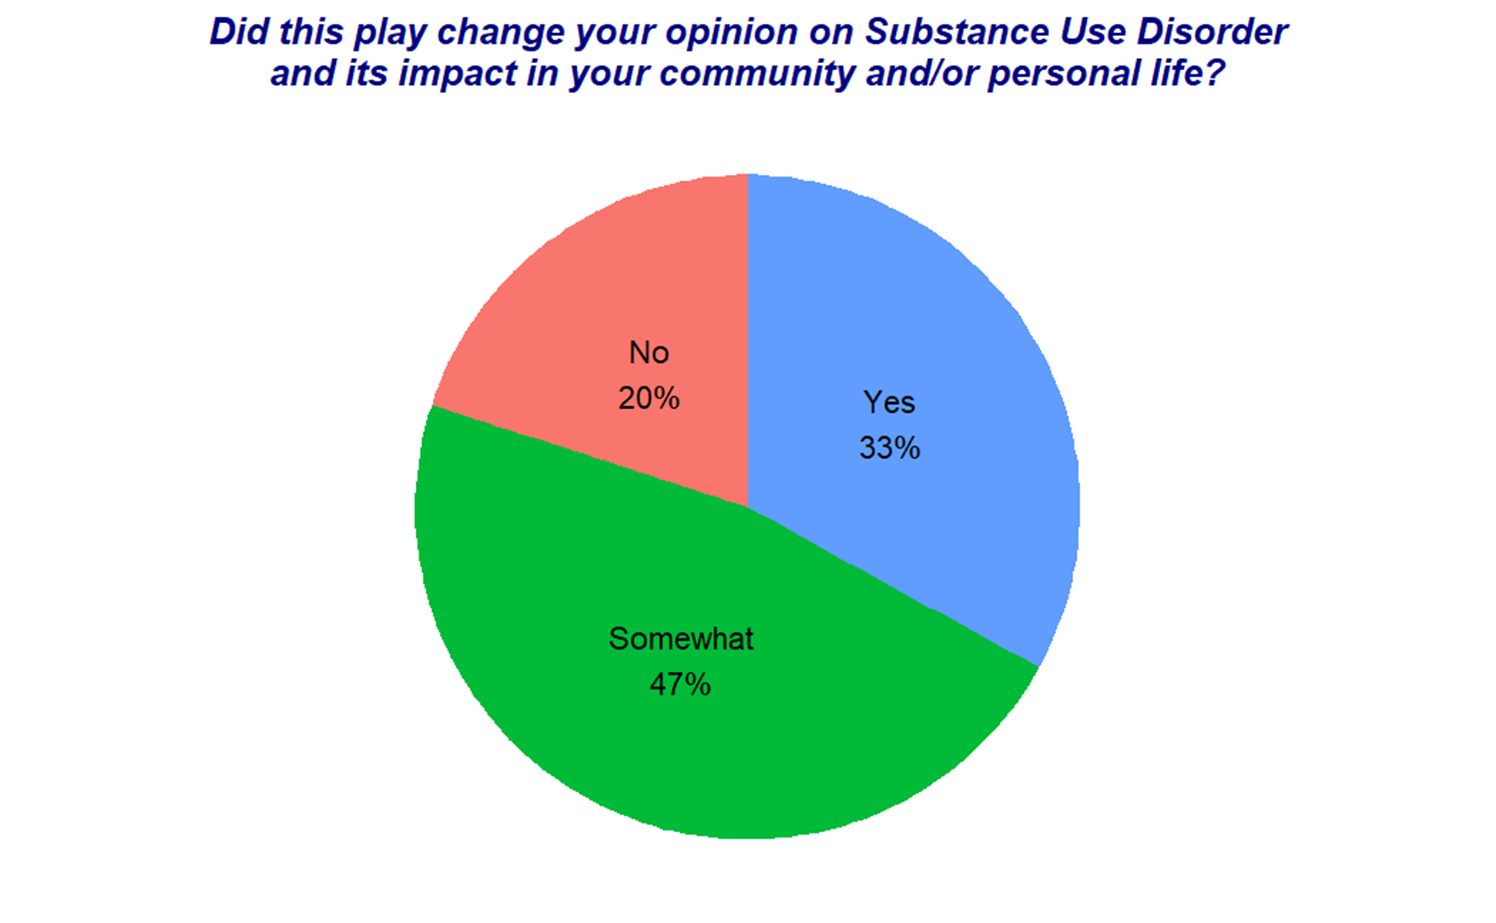 Did this play change your opinion on Substance Use Disorder
and its impact in your community and/or personal life?
No
20%
Yes
33%
Somewhat
47%